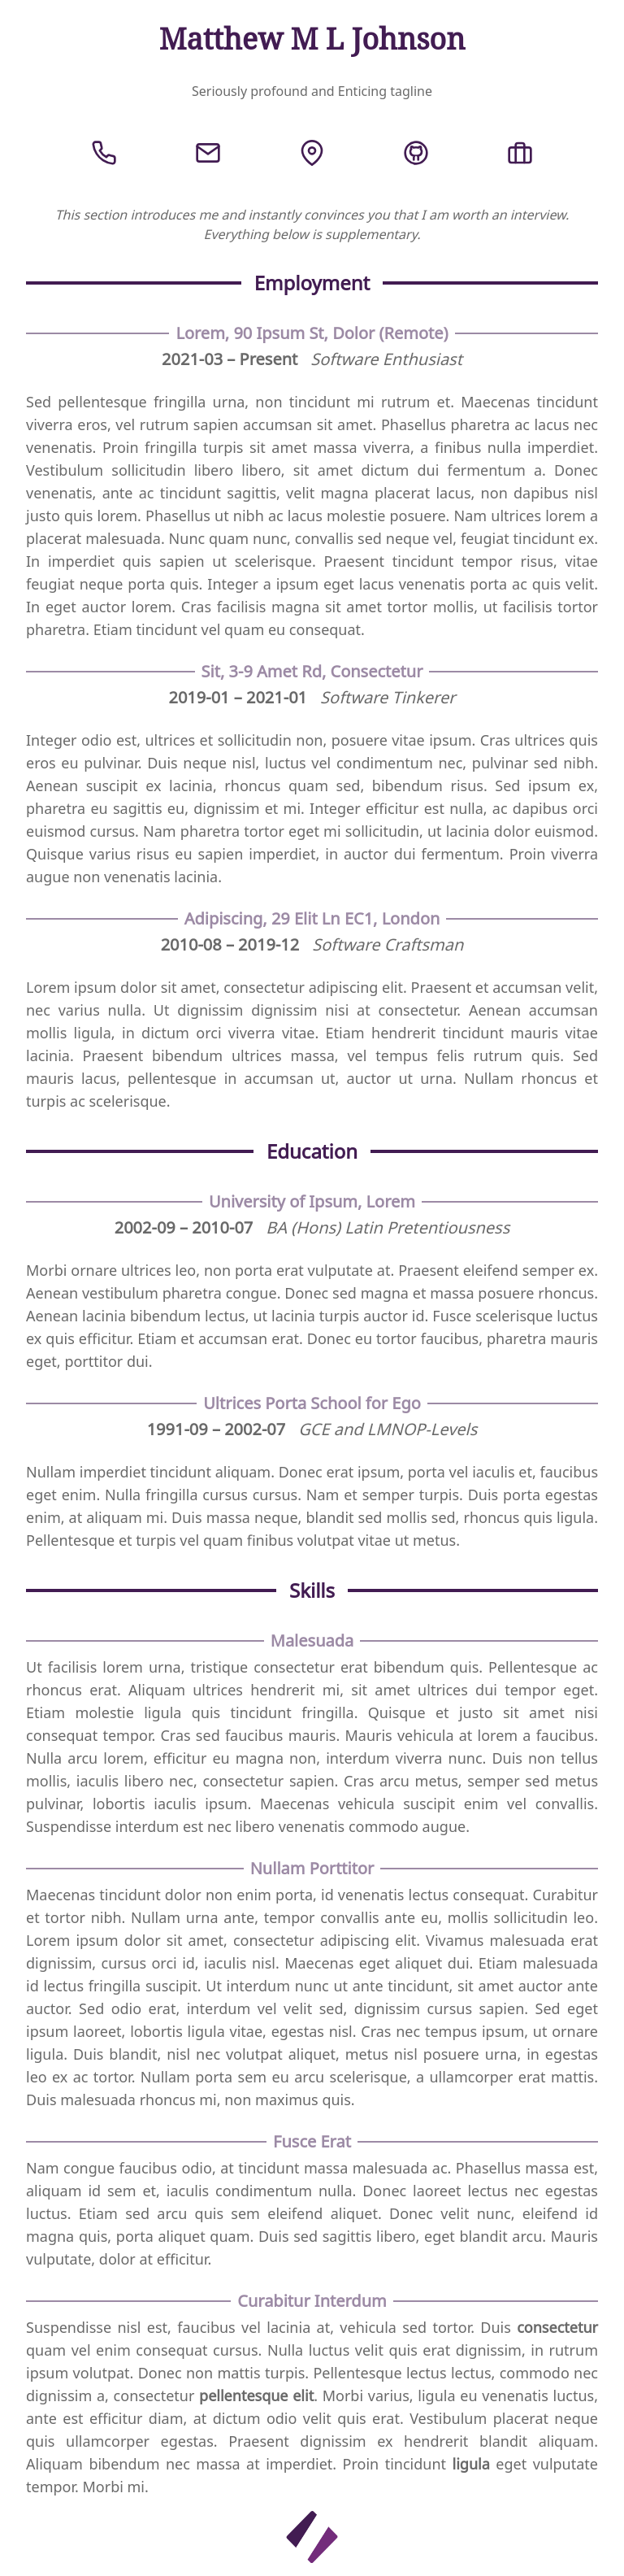 Matthew M L Johnson
Seriously profound and Enticing tagline
This section introduces me and instantly convinces you that I am worth an interview.
Everything below is supplementary.
Employment
Lorem, 90 Ipsum St, Dolor (Remote)
2021-03 – Present Software Enthusiast
Sed pellentesque fringilla urna, non tincidunt mi rutrum et. Maecenas tincidunt
viverra eros, vel rutrum sapien accumsan sit amet. Phasellus pharetra ac lacus nec
venenatis. Proin fringilla turpis sit amet massa viverra, a finibus nulla imperdiet.
Vestibulum sollicitudin libero libero, sit amet dictum dui fermentum a. Donec
venenatis, ante ac tincidunt sagittis, velit magna placerat lacus, non dapibus nisl
justo quis lorem. Phasellus ut nibh ac lacus molestie posuere. Nam ultrices lorem a
placerat malesuada. Nunc quam nunc, convallis sed neque vel, feugiat tincidunt ex.
In imperdiet quis sapien ut scelerisque. Praesent tincidunt tempor risus, vitae
feugiat neque porta quis. Integer a ipsum eget lacus venenatis porta ac quis velit.
In eget auctor lorem. Cras facilisis magna sit amet tortor mollis, ut facilisis tortor
pharetra. Etiam tincidunt vel quam eu consequat.
Sit, 3-9 Amet Rd, Consectetur
2019-01 – 2021-01 Software Tinkerer
Integer odio est, ultrices et sollicitudin non, posuere vitae ipsum. Cras ultrices quis
eros eu pulvinar. Duis neque nisl, luctus vel condimentum nec, pulvinar sed nibh.
Aenean suscipit ex lacinia, rhoncus quam sed, bibendum risus. Sed ipsum ex,
pharetra eu sagittis eu, dignissim et mi. Integer efficitur est nulla, ac dapibus orci
euismod cursus. Nam pharetra tortor eget mi sollicitudin, ut lacinia dolor euismod.
Quisque varius risus eu sapien imperdiet, in auctor dui fermentum. Proin viverra
augue non venenatis lacinia.
Adipiscing, 29 Elit Ln EC1, London
2010-08 – 2019-12 Software Craftsman
Lorem ipsum dolor sit amet, consectetur adipiscing elit. Praesent et accumsan velit,
nec varius nulla. Ut dignissim dignissim nisi at consectetur. Aenean accumsan
mollis ligula, in dictum orci viverra vitae. Etiam hendrerit tincidunt mauris vitae
lacinia. Praesent bibendum ultrices massa, vel tempus felis rutrum quis. Sed
mauris lacus, pellentesque in accumsan ut, auctor ut urna. Nullam rhoncus et
turpis ac scelerisque.
Education
University of Ipsum, Lorem
2002-09 – 2010-07 BA (Hons) Latin Pretentiousness
Morbi ornare ultrices leo, non porta erat vulputate at. Praesent eleifend semper ex.
Aenean vestibulum pharetra congue. Donec sed magna et massa posuere rhoncus.
Aenean lacinia bibendum lectus, ut lacinia turpis auctor id. Fusce scelerisque luctus
ex quis efficitur. Etiam et accumsan erat. Donec eu tortor faucibus, pharetra mauris
eget, porttitor dui.
Ultrices Porta School for Ego
1991-09 – 2002-07 GCE and LMNOP-Levels
Nullam imperdiet tincidunt aliquam. Donec erat ipsum, porta vel iaculis et, faucibus
eget enim. Nulla fringilla cursus cursus. Nam et semper turpis. Duis porta egestas
enim, at aliquam mi. Duis massa neque, blandit sed mollis sed, rhoncus quis ligula.
Pellentesque et turpis vel quam finibus volutpat vitae ut metus.
Skills
Malesuada
Ut facilisis lorem urna, tristique consectetur erat bibendum quis. Pellentesque ac
rhoncus erat. Aliquam ultrices hendrerit mi, sit amet ultrices dui tempor eget.
Etiam molestie ligula quis tincidunt fringilla. Quisque et justo sit amet nisi
consequat tempor. Cras sed faucibus mauris. Mauris vehicula at lorem a faucibus.
Nulla arcu lorem, efficitur eu magna non, interdum viverra nunc. Duis non tellus
mollis, iaculis libero nec, consectetur sapien. Cras arcu metus, semper sed metus
pulvinar, lobortis iaculis ipsum. Maecenas vehicula suscipit enim vel convallis.
Suspendisse interdum est nec libero venenatis commodo augue.
Nullam Porttitor
Maecenas tincidunt dolor non enim porta, id venenatis lectus consequat. Curabitur
et tortor nibh. Nullam urna ante, tempor convallis ante eu, mollis sollicitudin leo.
Lorem ipsum dolor sit amet, consectetur adipiscing elit. Vivamus malesuada erat
dignissim, cursus orci id, iaculis nisl. Maecenas eget aliquet dui. Etiam malesuada
id lectus fringilla suscipit. Ut interdum nunc ut ante tincidunt, sit amet auctor ante
auctor. Sed odio erat, interdum vel velit sed, dignissim cursus sapien. Sed eget
ipsum laoreet, lobortis ligula vitae, egestas nisl. Cras nec tempus ipsum, ut ornare
ligula. Duis blandit, nisl nec volutpat aliquet, metus nisl posuere urna, in egestas
leo ex ac tortor. Nullam porta sem eu arcu scelerisque, a ullamcorper erat mattis.
Duis malesuada rhoncus mi, non maximus quis.
Fusce Erat
Nam congue faucibus odio, at tincidunt massa malesuada ac. Phasellus massa est,
aliquam id sem et, iaculis condimentum nulla. Donec laoreet lectus nec egestas
luctus. Etiam sed arcu quis sem eleifend aliquet. Donec velit nunc, eleifend id
magna quis, porta aliquet quam. Duis sed sagittis libero, eget blandit arcu. Mauris
vulputate, dolor at efficitur.
Curabitur Interdum
Suspendisse nisl est, faucibus vel lacinia at, vehicula sed tortor. Duis consectetur
quam vel enim consequat cursus. Nulla luctus velit quis erat dignissim, in rutrum
ipsum volutpat. Donec non mattis turpis. Pellentesque lectus lectus, commodo nec
dignissim a, consectetur pellentesque elit. Morbi varius, ligula eu venenatis luctus,
ante est efficitur diam, at dictum odio velit quis erat. Vestibulum placerat neque
quis ullamcorper egestas. Praesent dignissim ex hendrerit blandit aliquam.
Aliquam bibendum nec massa at imperdiet. Proin tincidunt ligula eget vulputate
tempor. Morbi mi.